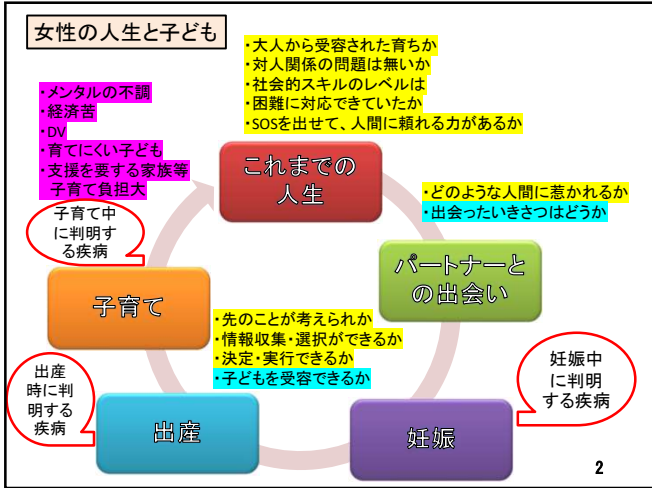 女性の人生と子ども
・大人から受容された育ちか
・対人関係の問題は無いか
・社会的スキルのレベルは
・困難に対応できていたか
・SOSを出せて、人間に頼れる力があるか
・メンタルの不調
・経済苦
・DV
・育てにくい子ども
・支援を要する家族等
子育て負担大
これまでの
人生
・どのような人間に惹かれるか
・出会ったいきさつはどうか
パートナーと
の出会い
子育て中
に判明す
る疾病
子育て
・先のことが考えられか
・情報収集・選択ができるか
・決定・実行できるか
・子どもを受容できるか
妊娠中
に判明
する疾病
妊娠
出産
時に判
明する
疾病
出産
2